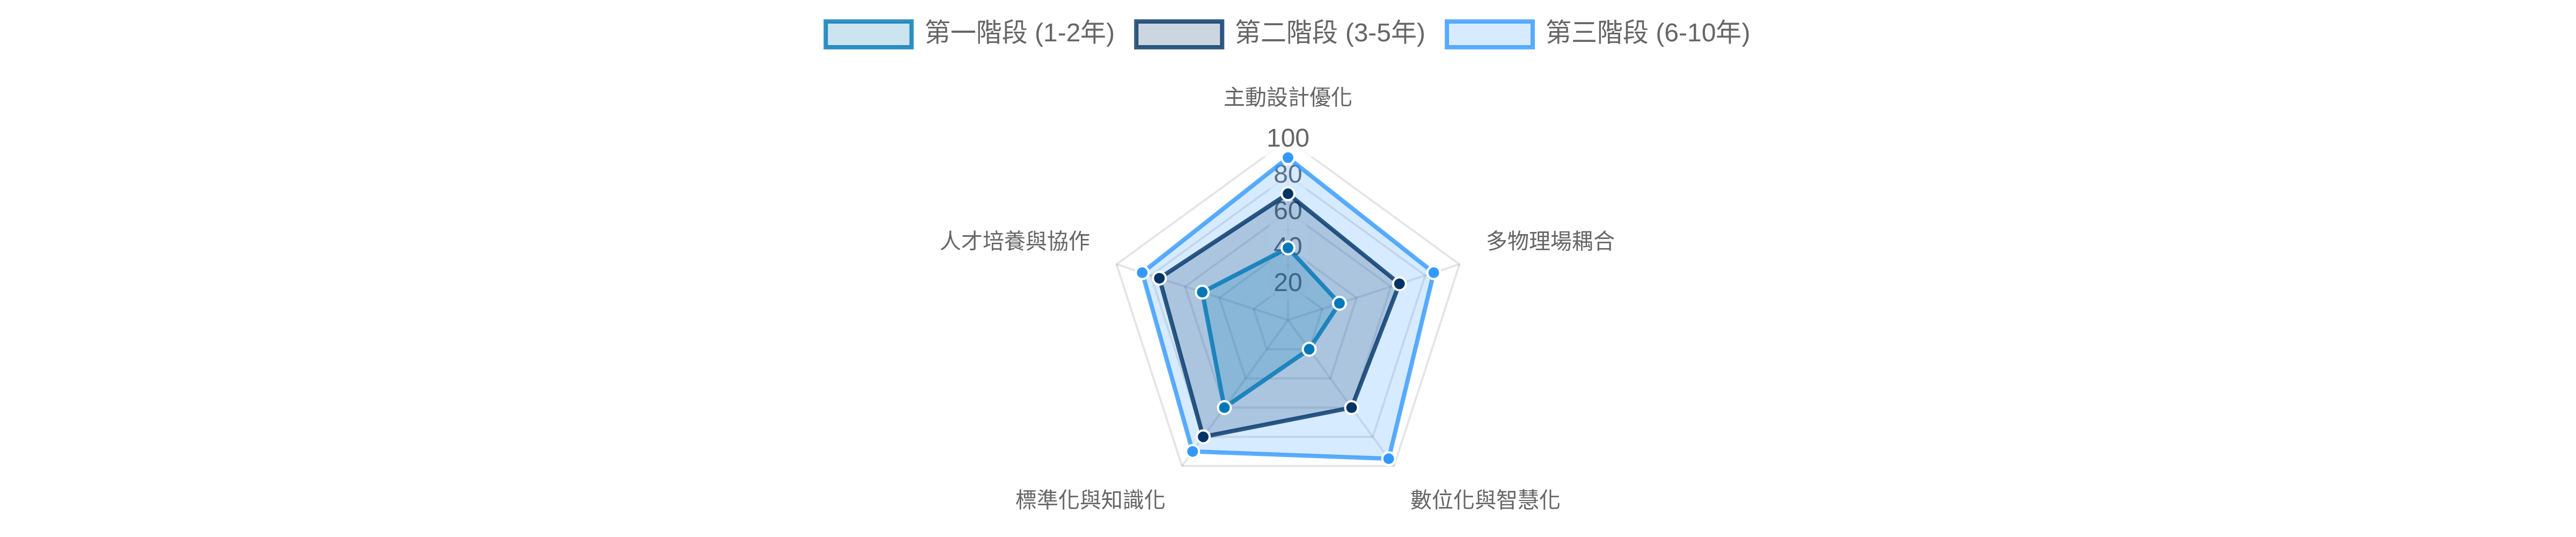 第一階段 (1-2年) 第二階段 (3-5年) 第三階段 (6-10年)
主動設計優化
100
80
60
40
20
人才培養與協作
多物理場耦合
標準化與知識化
數位化與智慧化